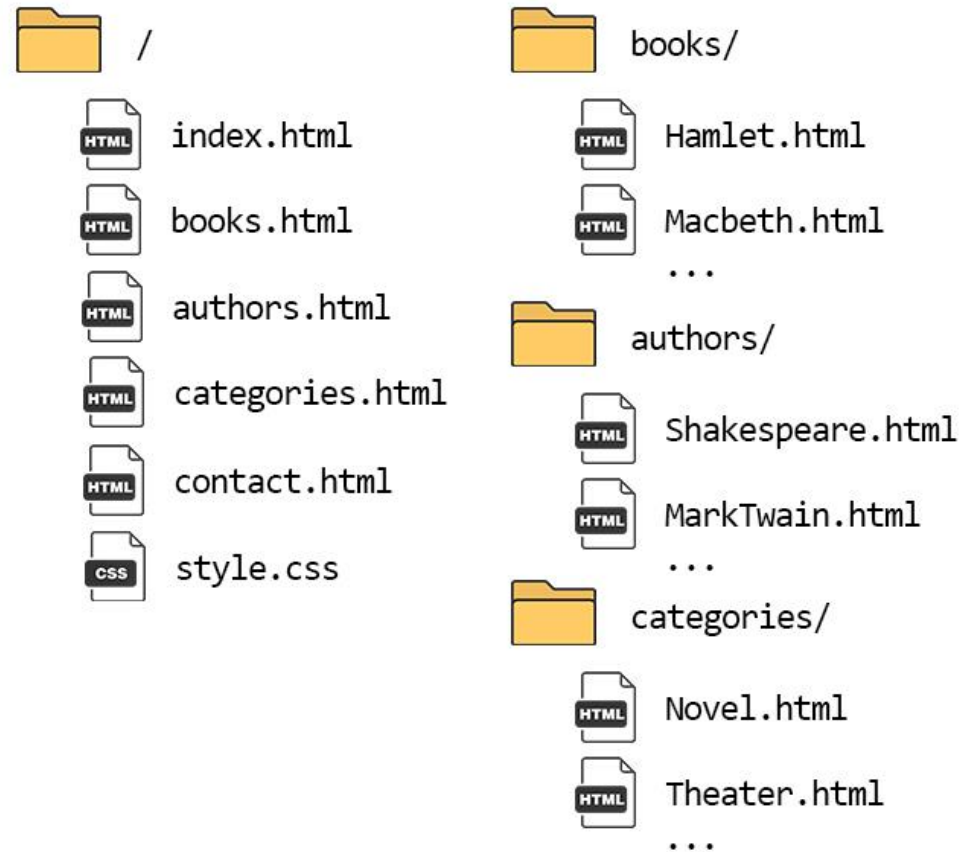 /
HTML index.html
HTML books.html
HTML authors.html
HTML categories.html
HTML contact.html
CSS style.css
books/
HTML Hamlet.html
HTML Macbeth.html
...
authors/
HTML Shakespeare.html
HTML MarkTwain.html
...
categories/
HTML Novel.html
HTML Theater.html
...